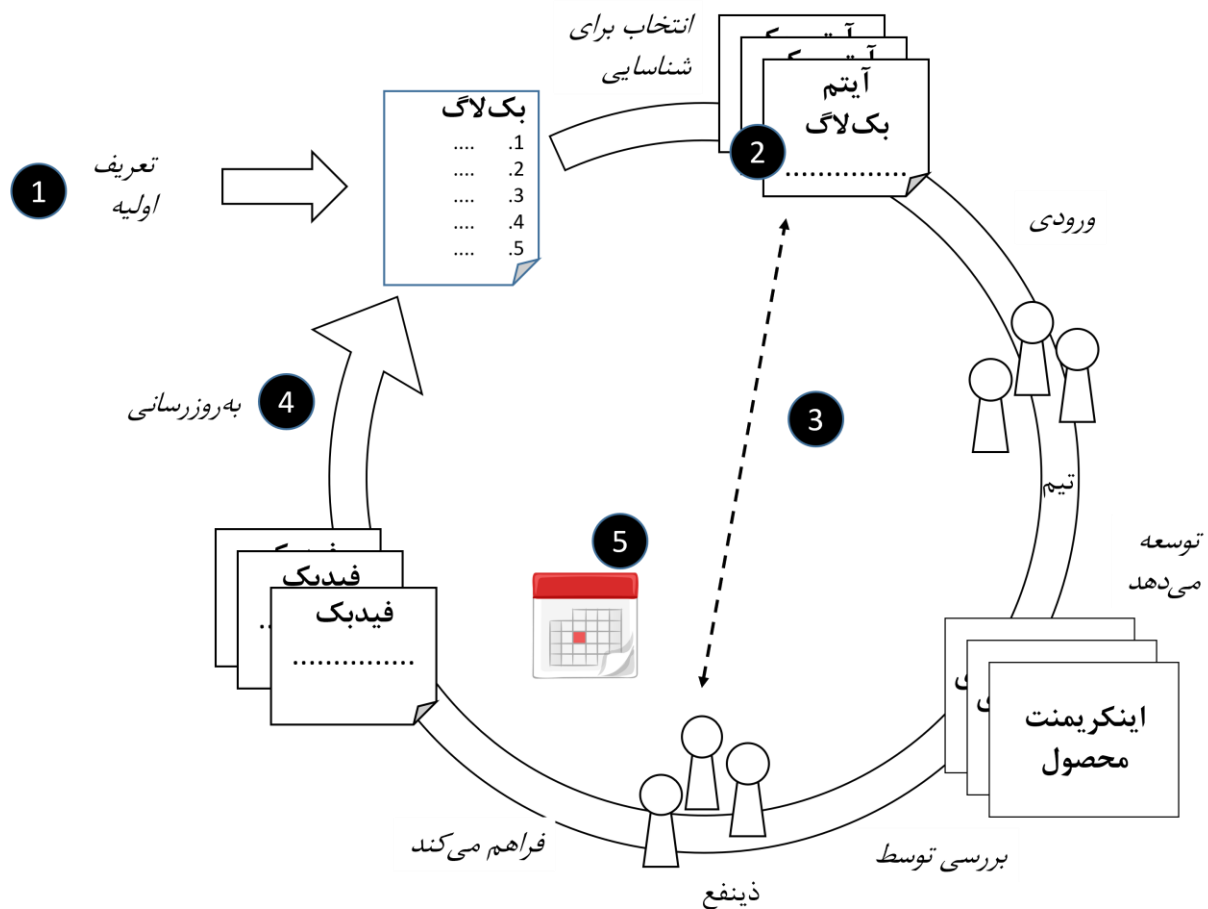 انتخاب برای
شناسایی
آیتم
بک‌لاگ
................
2
بک‌لاگ
1. ....
2. ....
3. ....
4. ....
5. ....
1
تعریف
اولیه
ورودی
تیم
3
4
به‌روزرسانی
5
توسعه
می‌دهد
فیدبک
فیدبک
...............
اینکریمنت
محصول
فراهم می‌کند
بررسی توسط
ذینفع